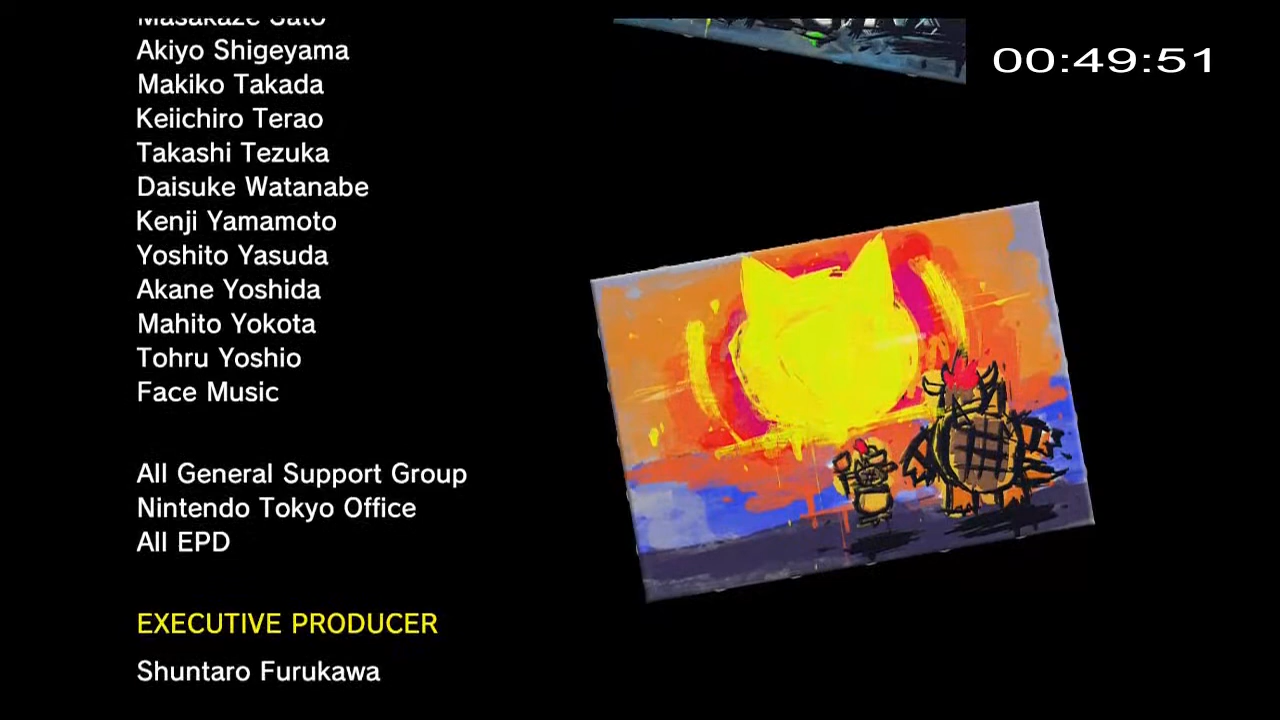 Masakaze Sato
Akiyo Shigeyama
Makiko Takada
Keiichiro Terao
Takashi Tezuka
Daisuke Watanabe
Kenji Yamamoto
Yoshito Yasuda
Akane Yoshida
Mahito Yokota
Tohru Yoshio
Face Music
All General Support Group
Nintendo Tokyo Office
All EPD
EXECUTIVE PRODUCER
Shuntaro Furukawa
00:49:51